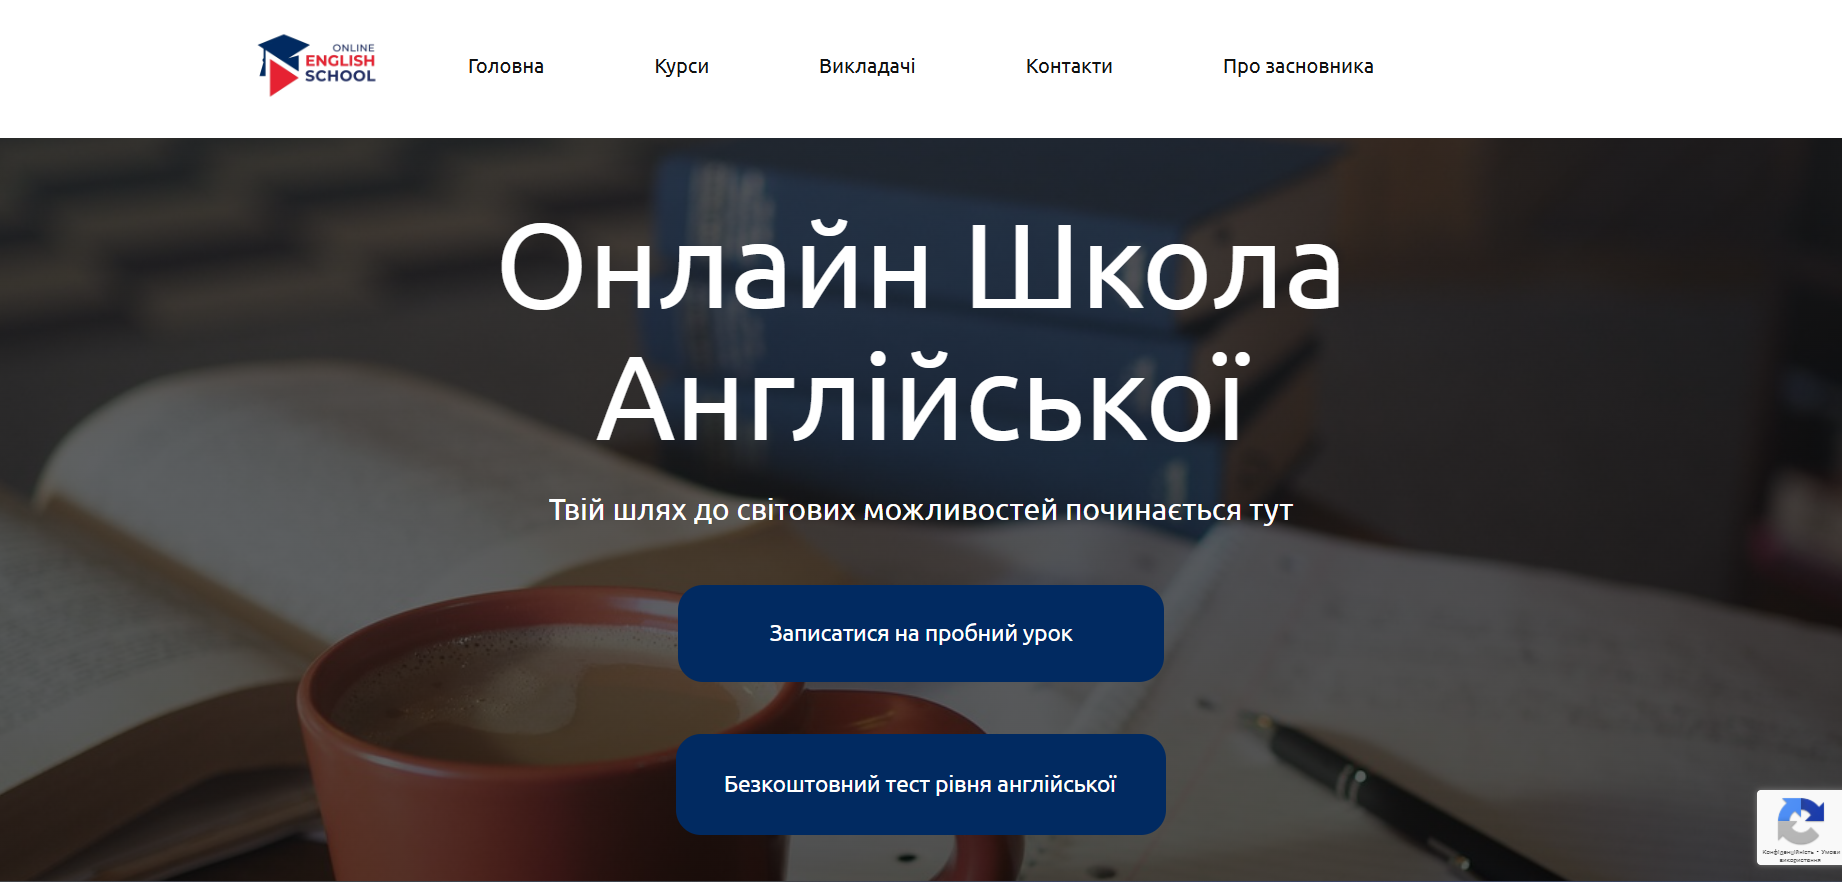 ONLINE
ENGLISH
SCHOOL
Головна
Курси
Викладачі
Контакти
Про засновника
Онлайн Школа
Англійської
Твій шлях до світових можливостей починається тут
Записатися на пробний урок
Безкоштовний тест рівня англійської
Конфіденційність • Умови
використання